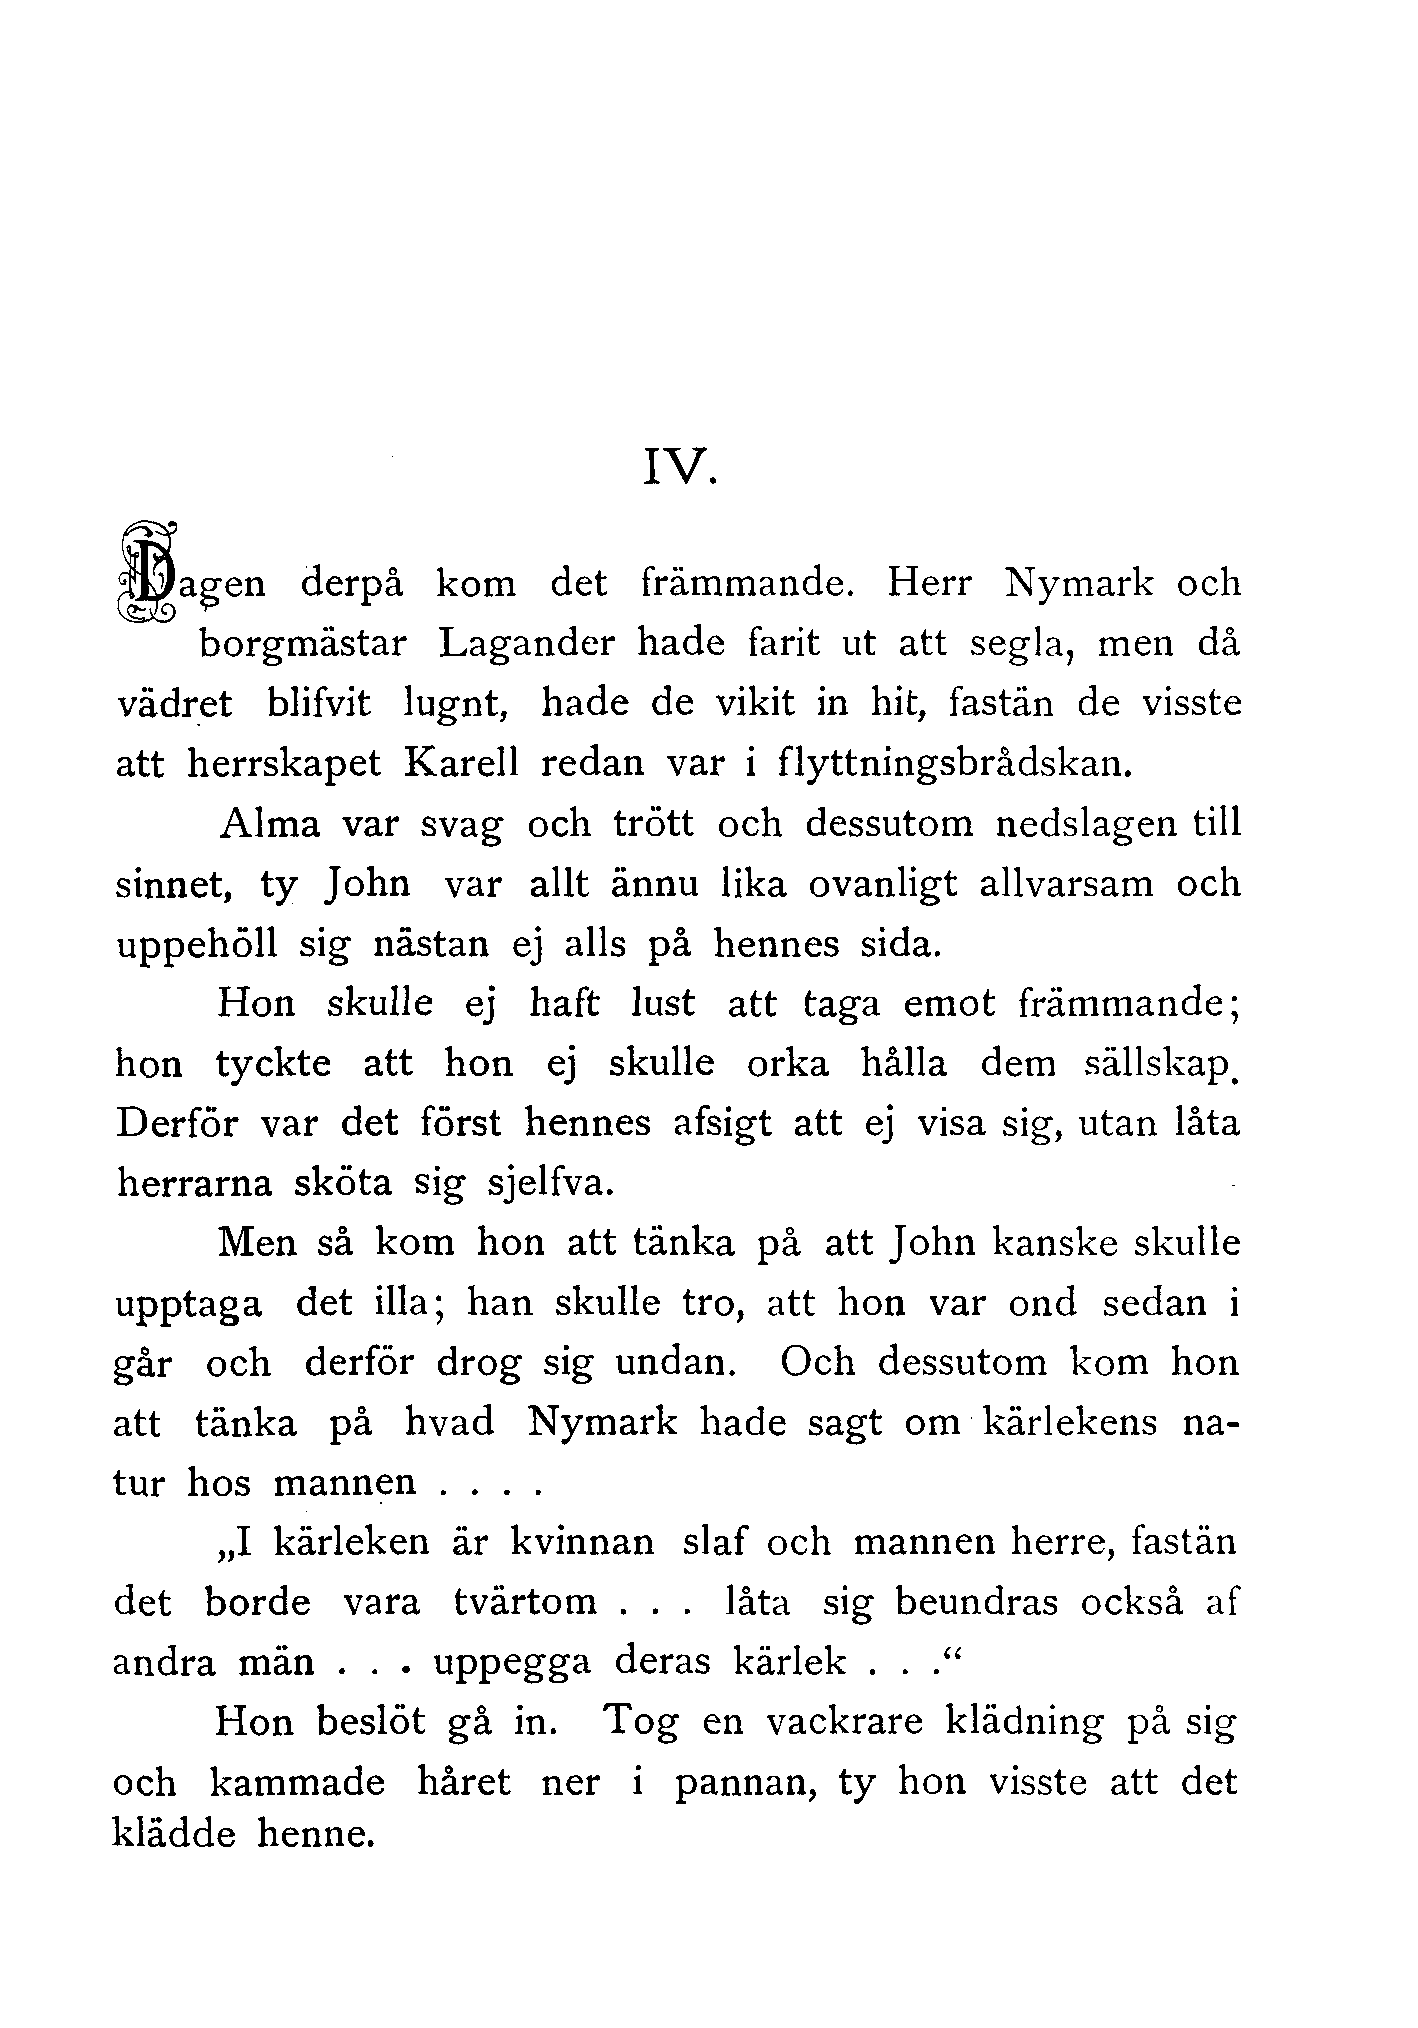 IV.
Dagen derpå kom det främmande. Herr Nymark och
borgmästar Lagander hade farit ut att segla, men då
vädret blifvit lugnt, hade de vikit in hit, fastän de visste
att herrskapet Karell redan var i flyttningsbrådskan.
Alma var svag och trött och dessutom nedslagen till
sinnet, ty John var allt ännu lika ovanligt allvarsam och
uppehöll sig nästan ej alls på hennes sida.
Hon skulle ej haft lust att taga emot främmande;
hon tyckte att hon ej skulle orka hålla dem sällskap.
Derför var det först hennes afsigt att ej visa sig, utan låta
herrarna sköta sig sjelfva.
Men så kom hon att tänka på att John kanske skulle
upptaga det illa; han skulle tro, att hon var ond sedan i
går och derför drog sig undan. Och dessutom kom hon
att tänka på hvad Nymark hade sagt om kärlekens na-
tur hos mannen . . . .
„I kärleken är kvinnan slaf och mannen herre, fastän
det borde vara tvärtom . . . låta sig beundras också af
andra män . . . uppegga deras kärlek . . .“
Hon beslöt gå in. Tog en vackrare klädning på sig
och kammade håret ner i pannan, ty hon visste att det
klädde henne.